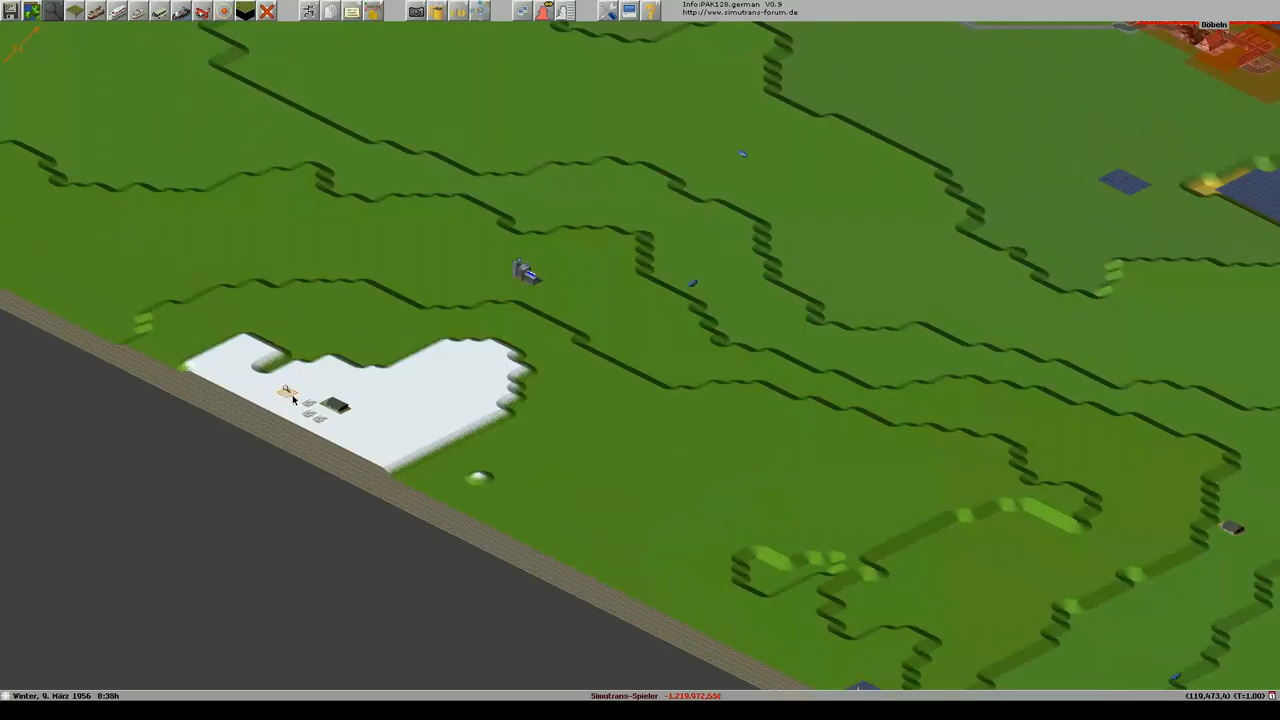 Info:PAK128.german V0.9
http://www.simutrans-forum.de
Döbeln
Winter, 9. März 1956 8:38h
Simutrans-Spieler -1.219.972,55¢
(119,473,4) (T=1.00)